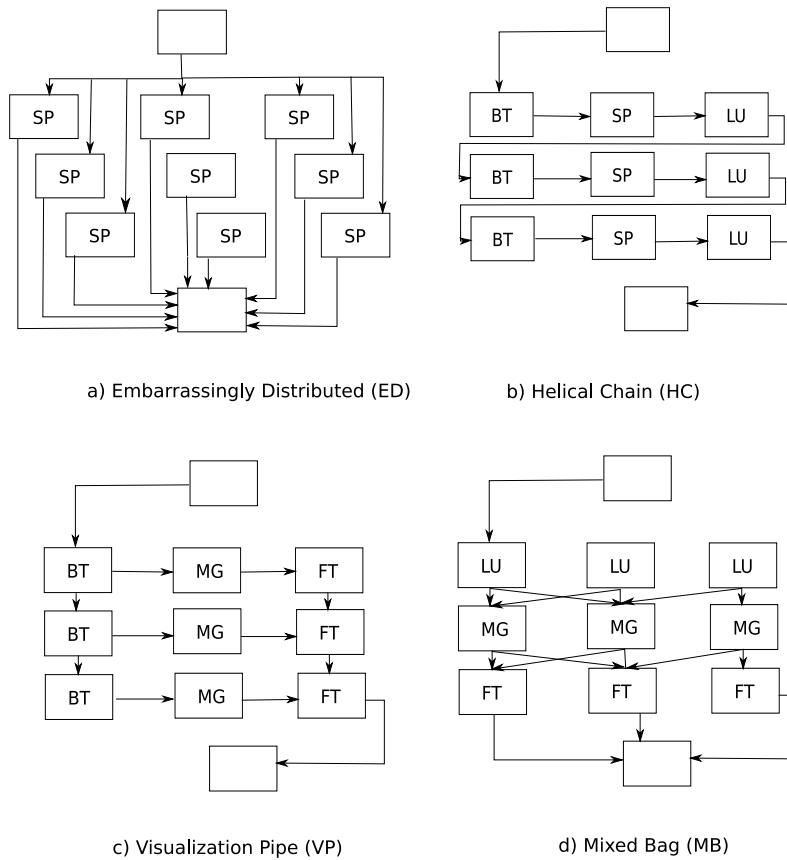 SP SP SP
SP SP SP
SP SP SP
a) Embarrassingly Distributed (ED)
BT SP LU
BT SP LU
BT SP LU
b) Helical Chain (HC)
BT MG FT
BT MG FT
BT MG FT
c) Visualization Pipe (VP)
LU LU LU
MG MG MG
FT FT FT
d) Mixed Bag (MB)